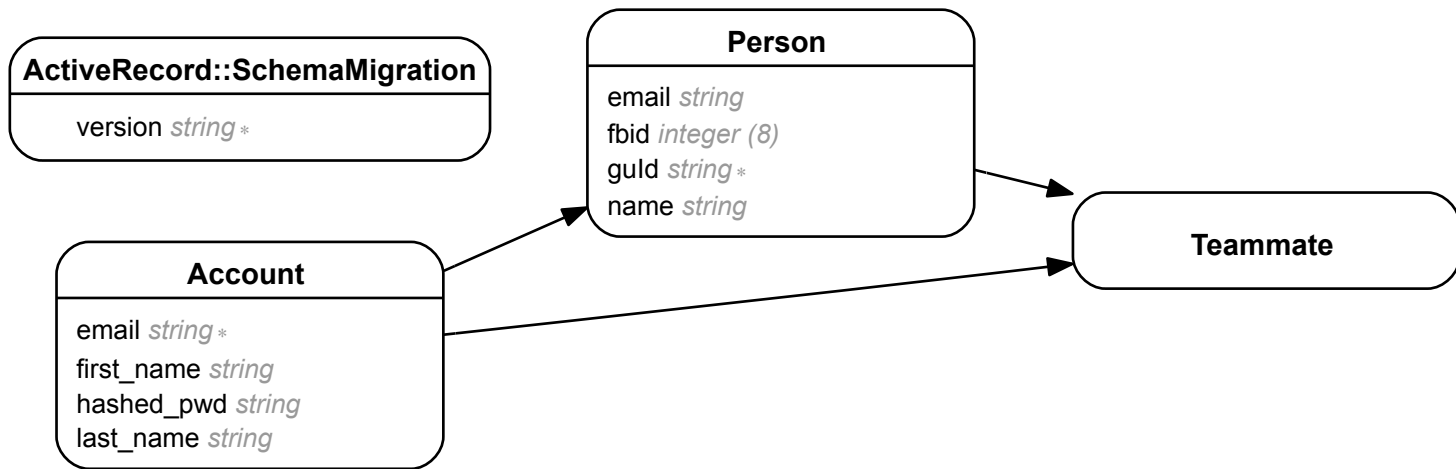 ActiveRecord::SchemaMigration
version string *
Person
email string
fbid integer (8)
guId string *
name string
Teammate
Account
email string *
first_name string
hashed_pwd string
last_name string